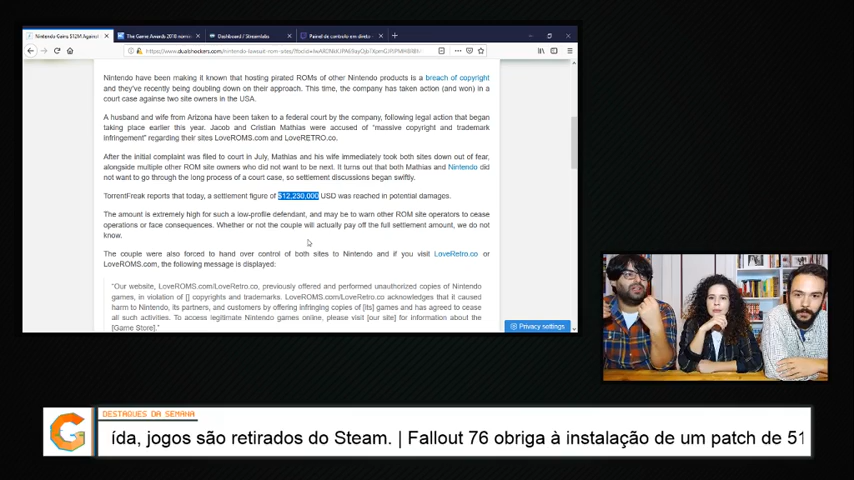 Nintendo Gains $12M Against
The Game Awards 2018 nomi
Dashboard / Streamlabs
Painel de controlo em direto -
Nintendo have been making it known that hosting pirated ROMs of other Nintendo products is a breach of copyright
and they've recently being doubling down on their approach. This time, the company has taken action (and won) in a
court case against two site owners in the USA.
A husband and wife from Arizona have been taken to a federal court by the company, following legal action that began
taking place earlier this year. Jacob and Cristian Mathias were accused of "massive copyright and trademark
infringement" regarding their sites LoveROMS.com and LoveRETRO.co.
After the initial complaint was filed to court in July, Mathias and his wife immediately took both sites down out of fear,
alongside multiple other ROM site owners who did not want to be next. It turns out that both Mathias and Nintendo did
not want to go through the long process of a court case, so settlement discussions began swiftly.
TorrentFreak reports that today, a settlement figure of $12,230,000 USD was reached in potential damages.
The amount is extremely high for such a low-profile defendant, and may be to warn other ROM site operators to cease
operations or face consequences. Whether or not the couple will actually pay off the full settlement amount, we do not
know.
The couple were also forced to hand over control of both sites to Nintendo and if you visit LoveRetro.co or
LoveROMS.com, the following message is displayed:
"Our website, LoveROMS.com/LoveRetro.co, previously offered and performed unauthorized copies of Nintendo
games, in violation of [] copyrights and trademarks. LoveROMS.com/LoveRetro.co acknowledges that it caused
harm to Nintendo, its partners, and customers by offering infringing copies of [its] games and has agreed to cease
all such activities. To access legitimate Nintendo games online, please visit [our site] for information about the
[Game Store]."
Privacy settings
DESTAQUES DA SEMANA
ída, jogos são retirados do Steam. | Fallout 76 obriga à instalação de um patch de 51